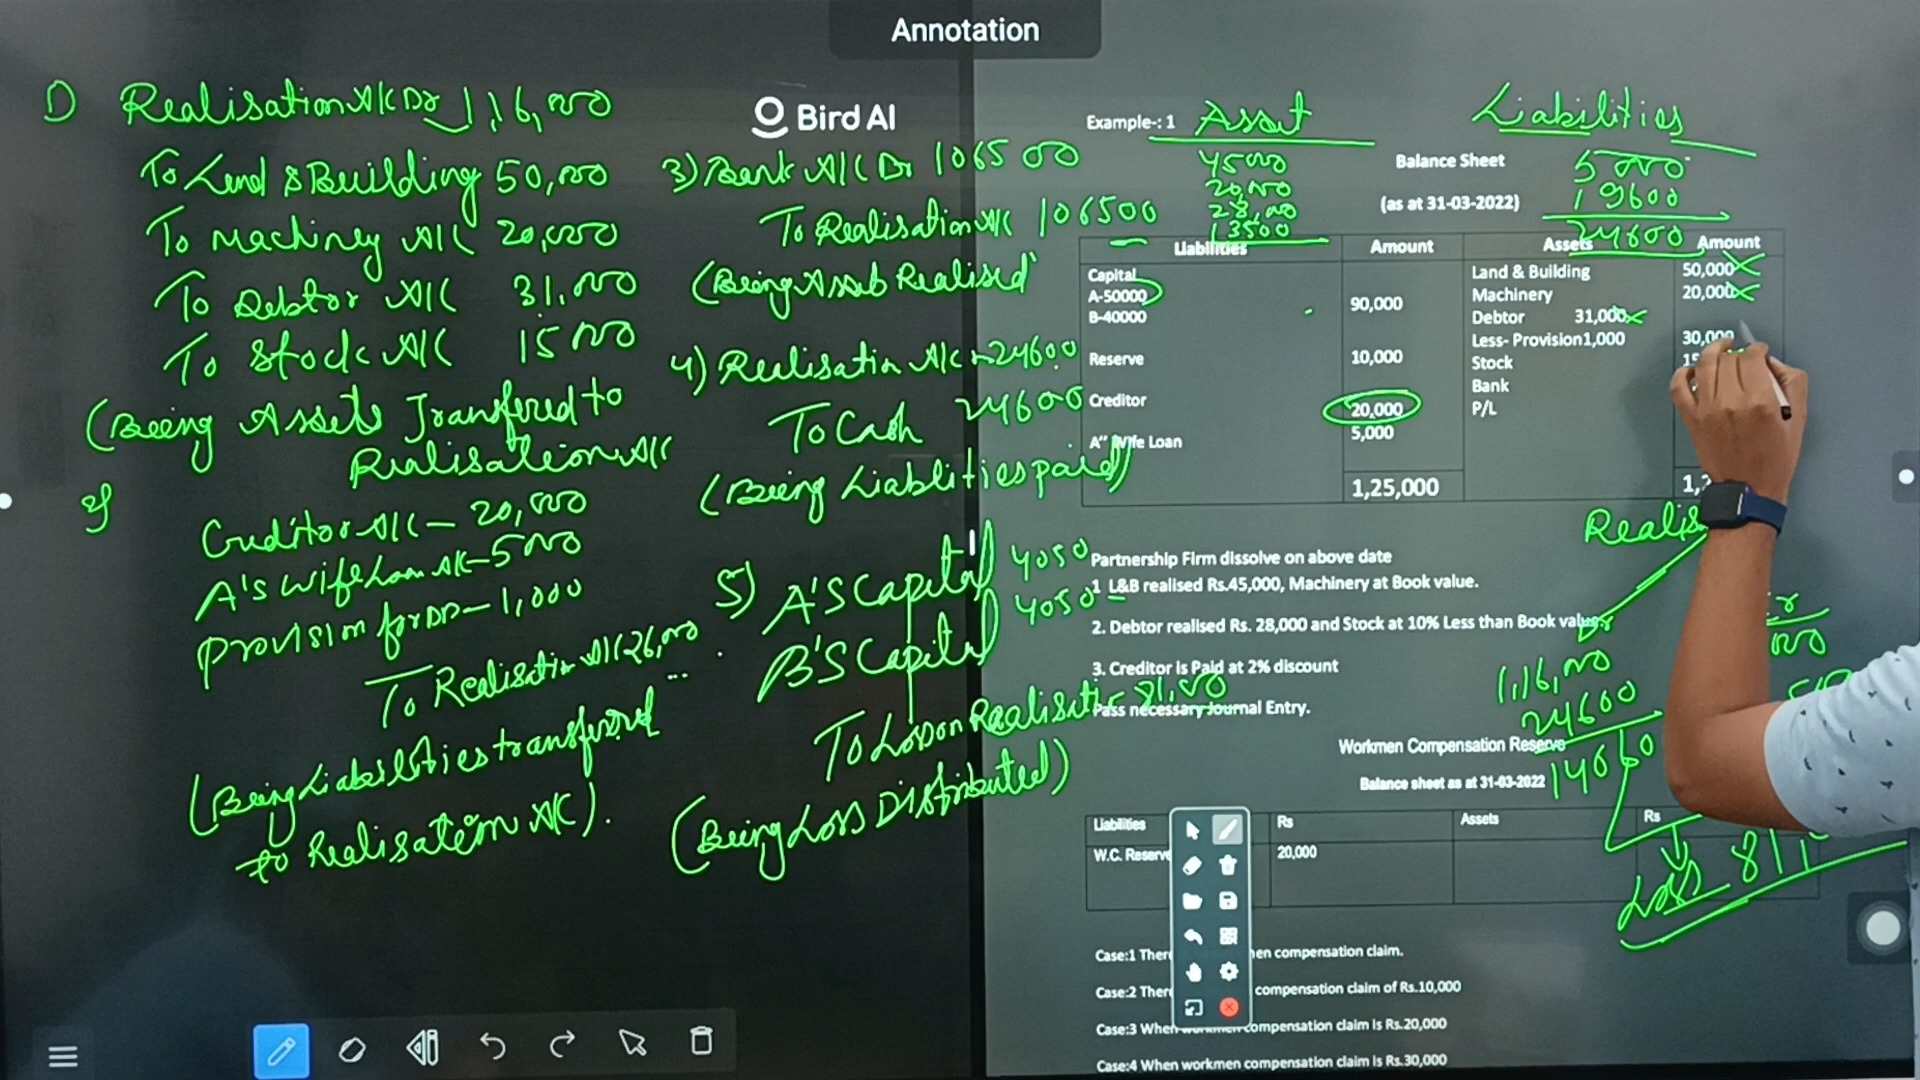 Annotation
1) Realisation A/C Dr 1,16,000
To Land & Building 50,000
To Machinery A/C 20,000
To Debtor A/C 31,000
To Stock A/C 15000
(Being Assets Transfered to
Realisation A/C
2)
Creditor A/C - 20,000
A's Wife Loan A/C - 5000
Provision for DD - 1,000
To Realisation A/C 26,000
(Being Liabilities transfered
to Realisation A/C).
Bird AI
3) Bank A/C Dr 106500
To Realisation A/C 106500
(Being Assets Realised
4) Realisation A/C - 24600
To Cash 24600
(Being Liablities paid)
5) A's Capital 4050
B's Capital 4050
To Loss on Realisation 81,00
(Being Loss Distributed)
Example-: 1
Asset
Liabilities
45000
20,000
28,000
13500
5000
19600
24600
Balance Sheet
(as at 31-03-2022)
Liabilities Amount Assets Amount
Capital
A-50000
B-40000
90,000
Reserve 10,000
Creditor 20,000
A" Wife Loan 5,000
1,25,000
Land & Building 50,000
Machinery 20,000
Debtor 31,000
Less- Provision1,000 30,000
Stock
Bank
P/L
Partnership Firm dissolve on above date
1 L&B realised Rs.45,000, Machinery at Book value.
2. Debtor realised Rs. 28,000 and Stock at 10% Less than Book value.
3. Creditor is Paid at 2% discount
Pass necessary Journal Entry.
Dr
1,16,000
24600
Loss
Workmen Compensation Reserve
Balance sheet as at 31-03-2022
Liabilities Rs Assets Rs
W.C. Reserve 20,000
Case:1 compensation claim.
Case:2 compensation claim of Rs.10,000
Case:3 When workmen compensation claim is Rs.20,000
Case:4 When workmen compensation claim is Rs.30,000